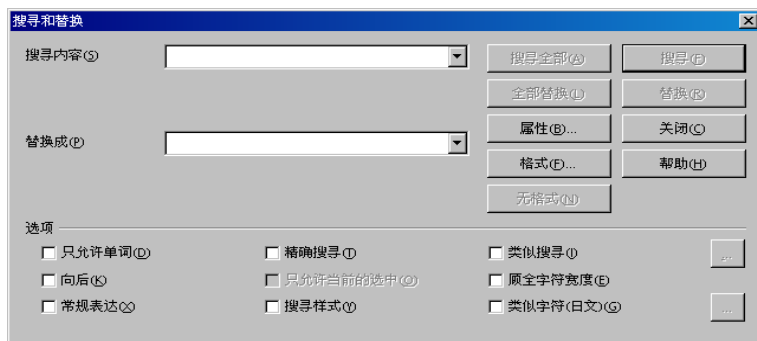 搜寻和替换
搜寻内容(S)
搜寻全部(A) 搜寻(F)
全部替换(L) 替换(R)
替换成(P)
属性(B)... 关闭(C)
格式(F)... 帮助(H)
无格式(N)
选项
只允许单词(D) 精确搜寻(T) 类似搜寻(I) ...
向后(K) 只允许当前的选中(O) 顾全字符宽度(E)
常规表达(X) 搜寻样式(Y) 类似字符(日文)(G) ...